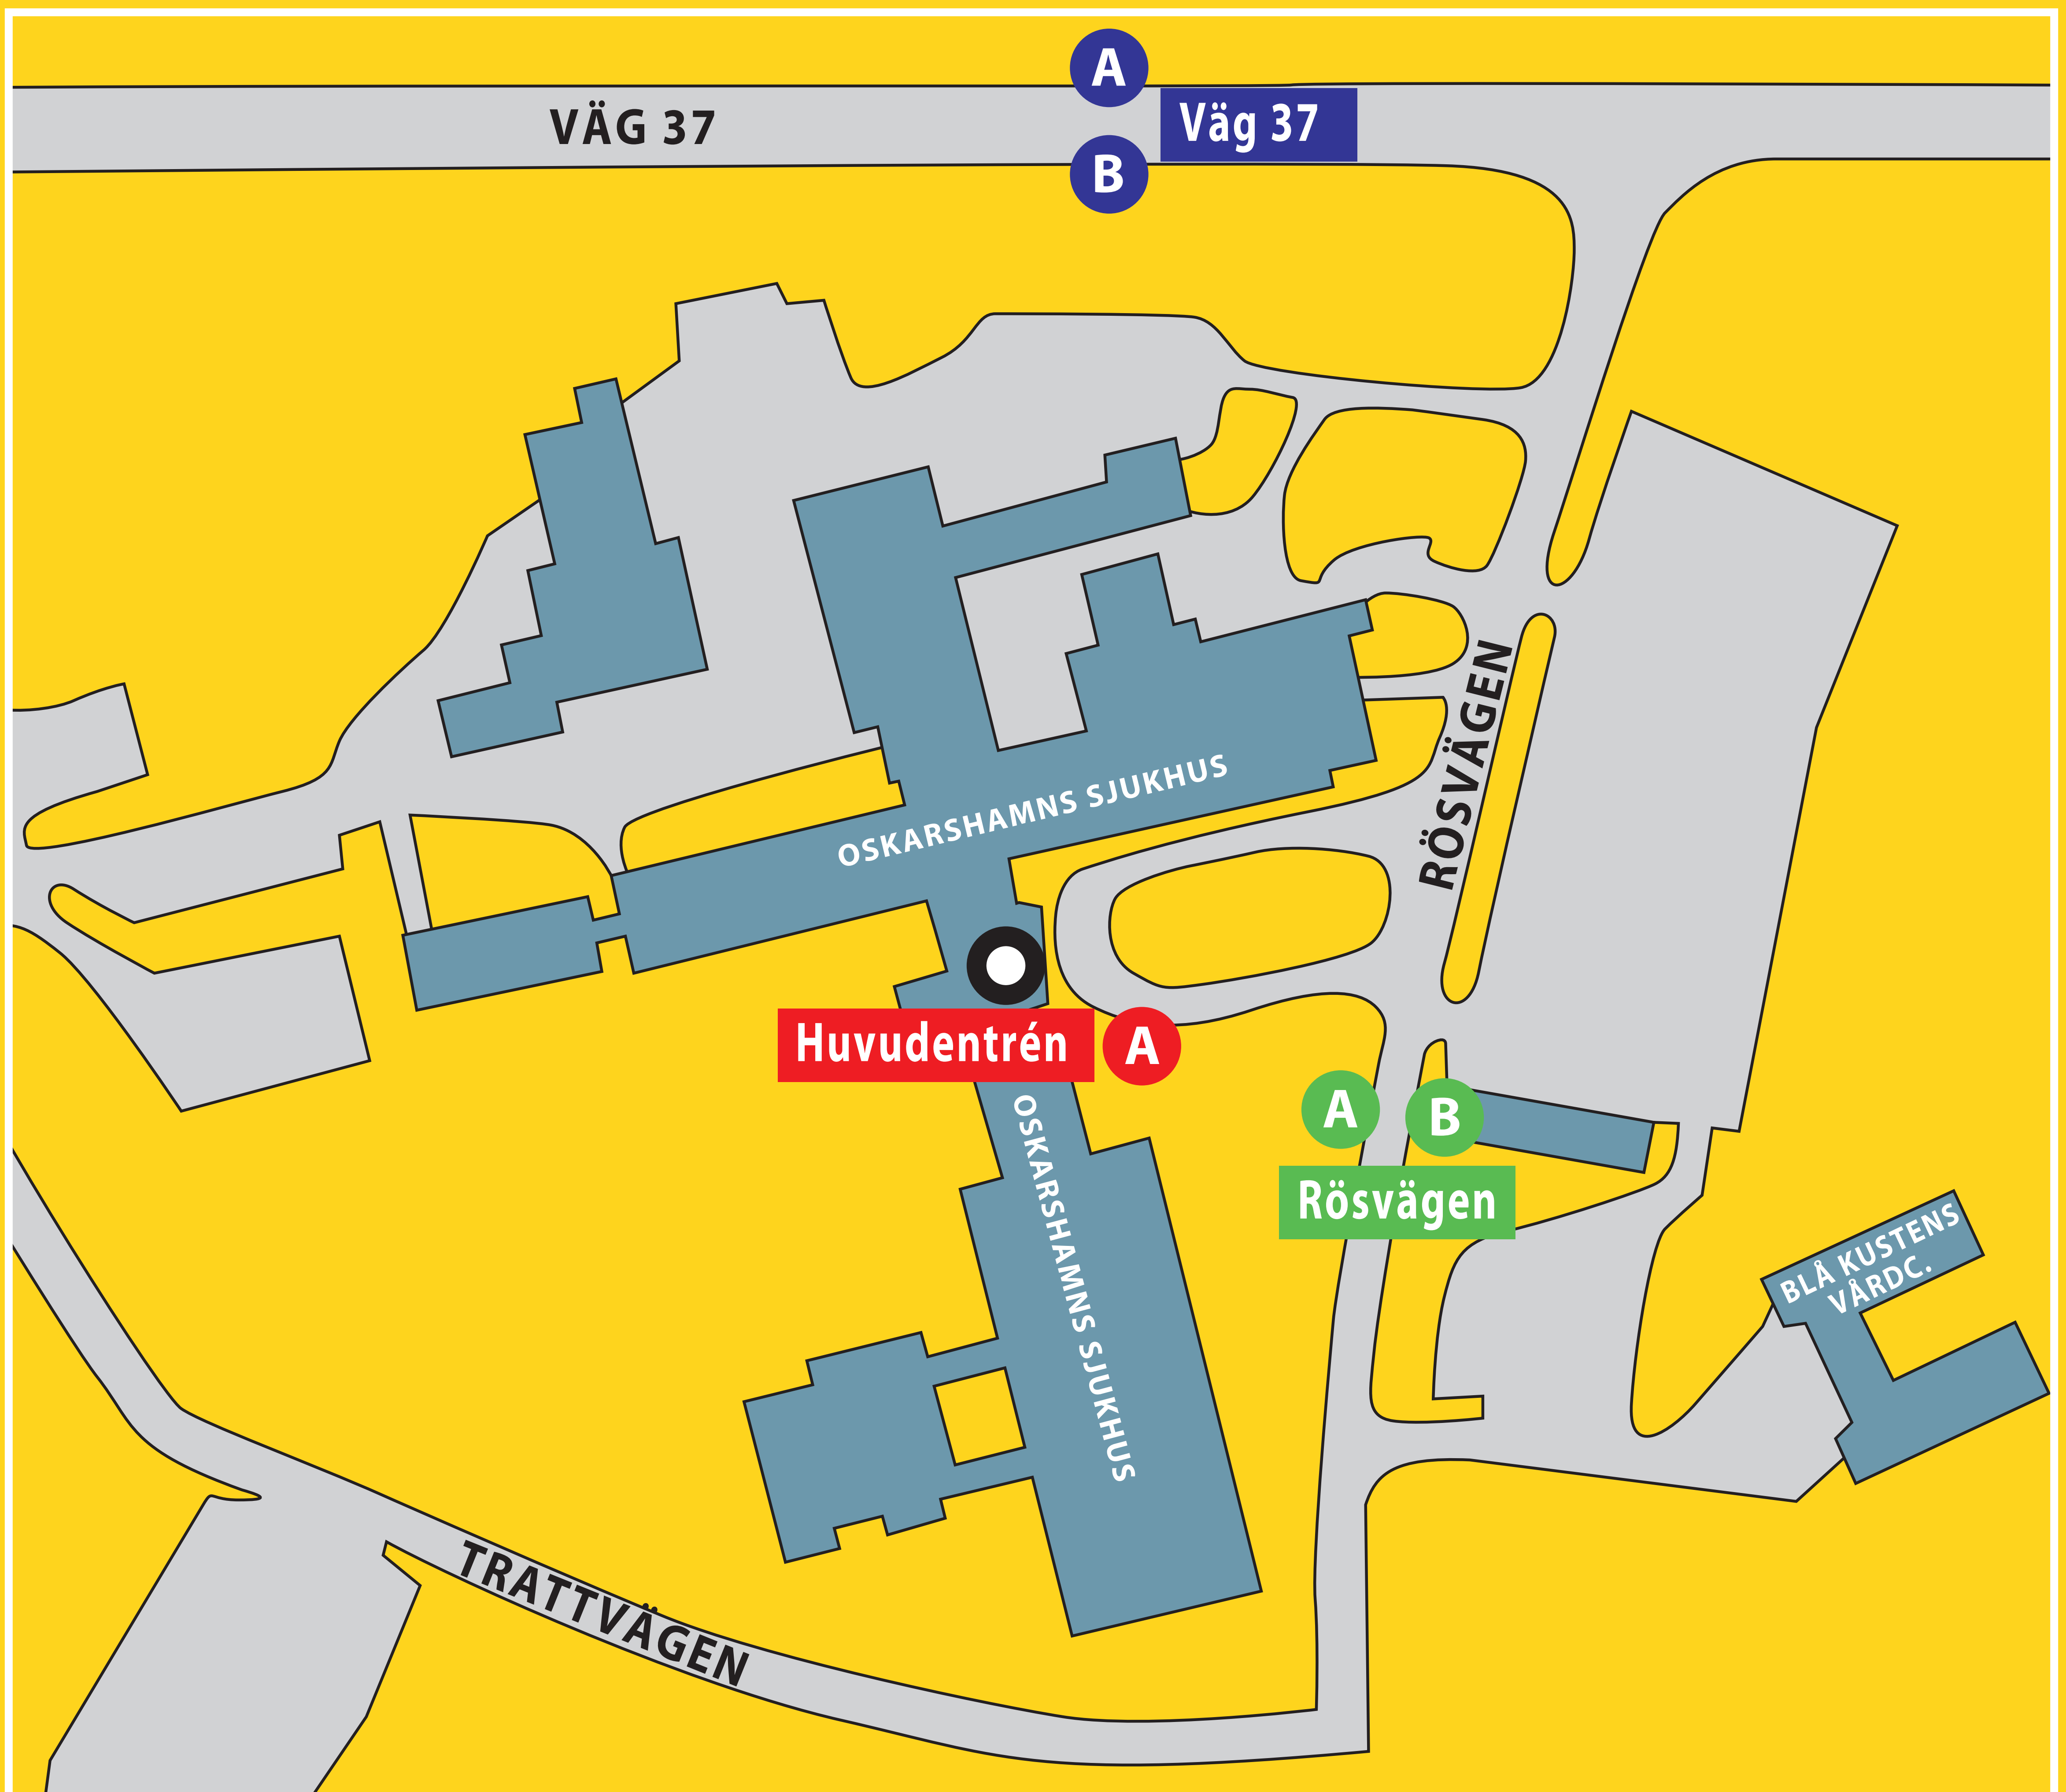 A
VÄG 37
Väg 37
B
RÖSVÄGEN
OSKARSHAMNS SJUKHUS
Huvudentrén
A
A
B
OSKARSHAMNS SJUKHUS
Rösvägen
BLÅ KUSTENS
VÅRDC.
TRATTVÄGEN